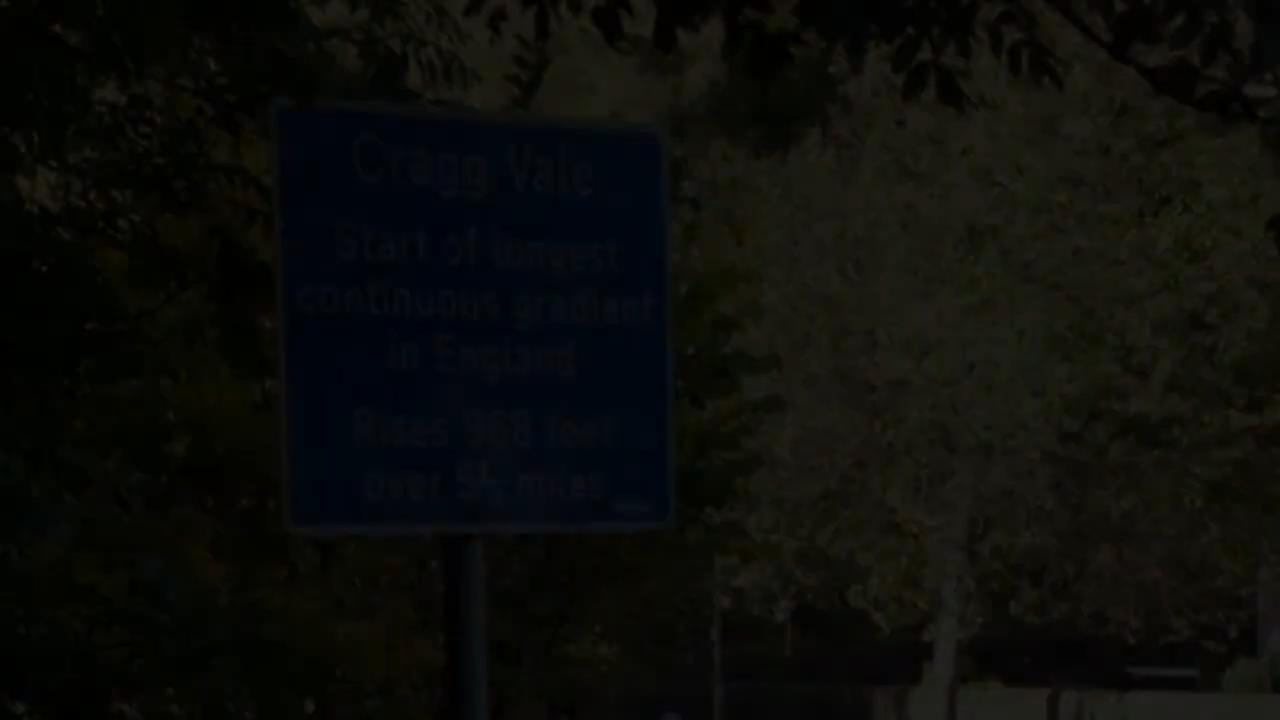 Cragg Vale
Start of longest
continuous gradient
in England
Rises 968 feet
over 5½ miles